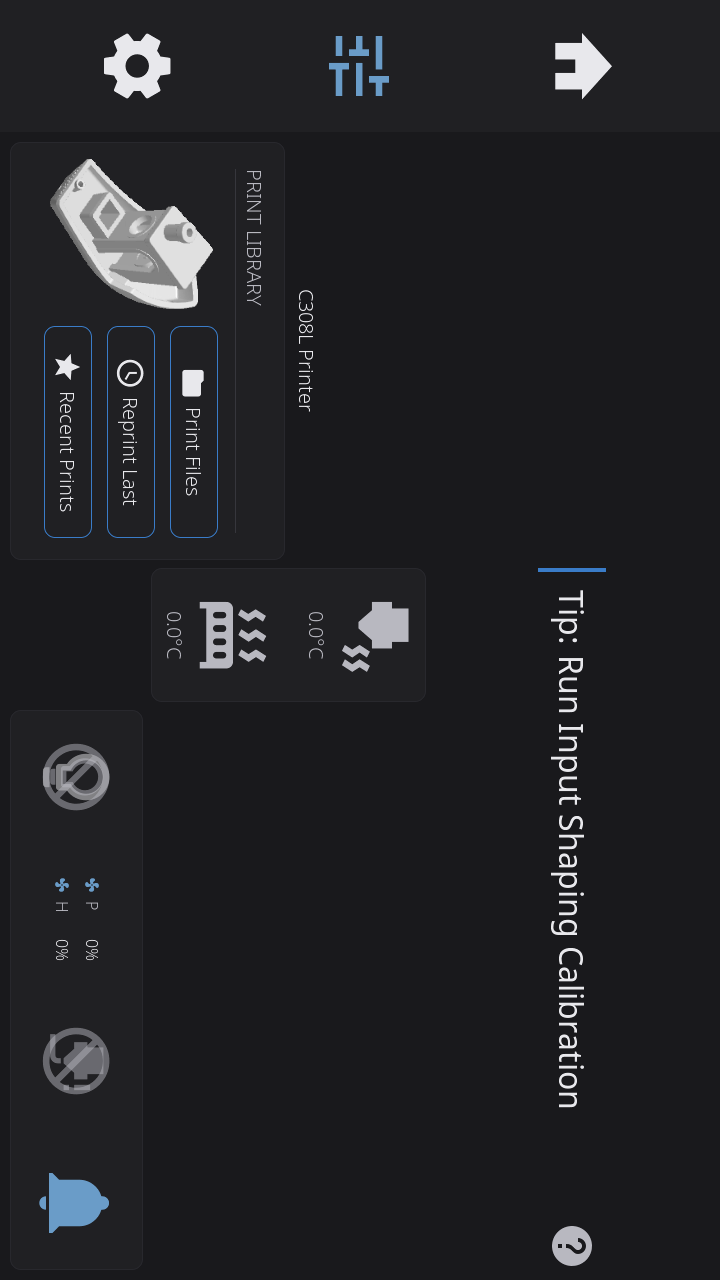 Tip: Run Input Shaping Calibration
?
C308L Printer
PRINT LIBRARY
Print Files
Reprint Last
Recent Prints
0.0°C
0.0°C
P 0%
H 0%